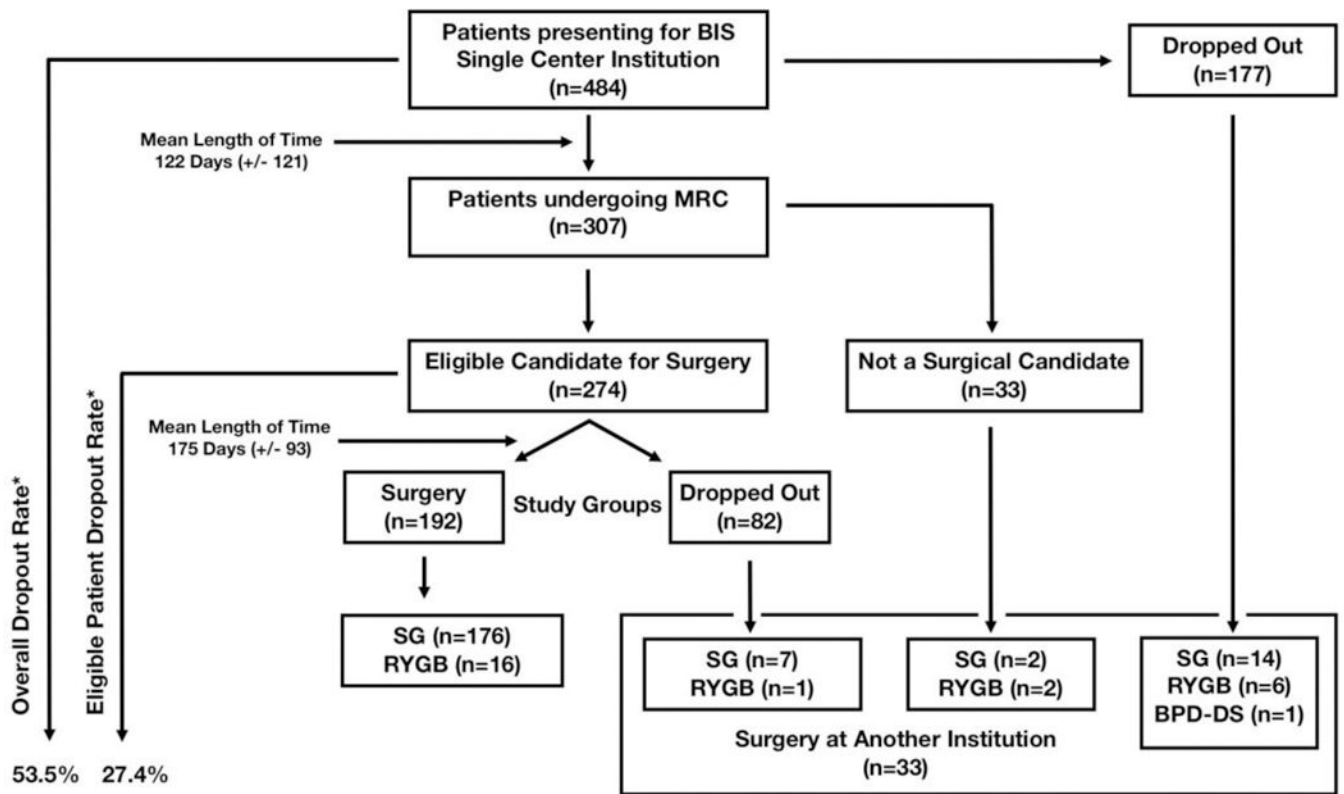 Patients presenting for BIS
Single Center Institution
(n=484)
Dropped Out
(n=177)
Mean Length of Time
122 Days (+/- 121)
Patients undergoing MRC
(n=307)
Eligible Candidate for Surgery
(n=274)
Not a Surgical Candidate
(n=33)
Mean Length of Time
175 Days (+/- 93)
Surgery
(n=192)
Study Groups
Dropped Out
(n=82)
SG (n=176)
RYGB (n=16)
SG (n=7)
RYGB (n=1)
SG (n=2)
RYGB (n=2)
SG (n=14)
RYGB (n=6)
BPD-DS (n=1)
Surgery at Another Institution
(n=33)
Overall Dropout Rate*
Eligible Patient Dropout Rate*
53.5%
27.4%